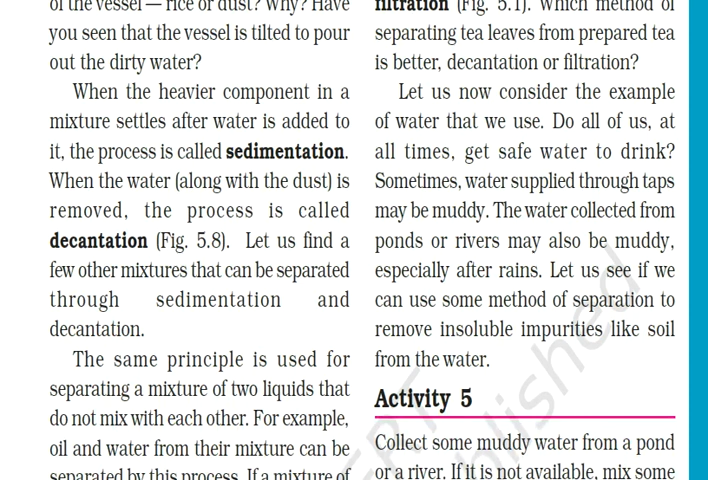 of the vessel — rice or dust? Why? Have
you seen that the vessel is tilted to pour
out the dirty water?
When the heavier component in a
mixture settles after water is added to
it, the process is called sedimentation.
When the water (along with the dust) is
removed, the process is called
decantation (Fig. 5.8). Let us find a
few other mixtures that can be separated
through sedimentation and
decantation.
The same principle is used for
separating a mixture of two liquids that
do not mix with each other. For example,
oil and water from their mixture can be
separated by this process. If a mixture of
filtration (Fig. 5.1). Which method of
separating tea leaves from prepared tea
is better, decantation or filtration?
Let us now consider the example
of water that we use. Do all of us, at
all times, get safe water to drink?
Sometimes, water supplied through taps
may be muddy. The water collected from
ponds or rivers may also be muddy,
especially after rains. Let us see if we
can use some method of separation to
remove insoluble impurities like soil
from the water.
Activity 5
Collect some muddy water from a pond
or a river. If it is not available, mix some